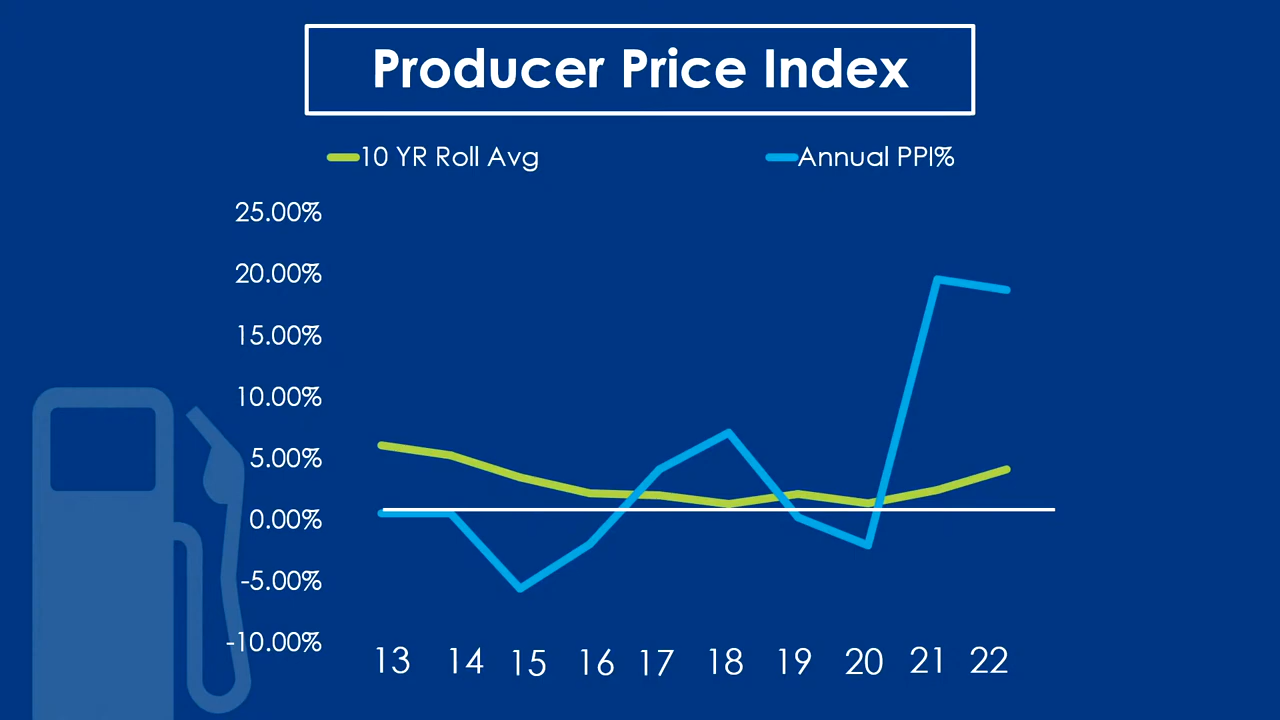 Producer Price Index
10 YR Roll Avg
Annual PPI%
25.00%
20.00%
15.00%
10.00%
5.00%
0.00%
-5.00%
-10.00%
13 14 15 16 17 18 19 20 21 22